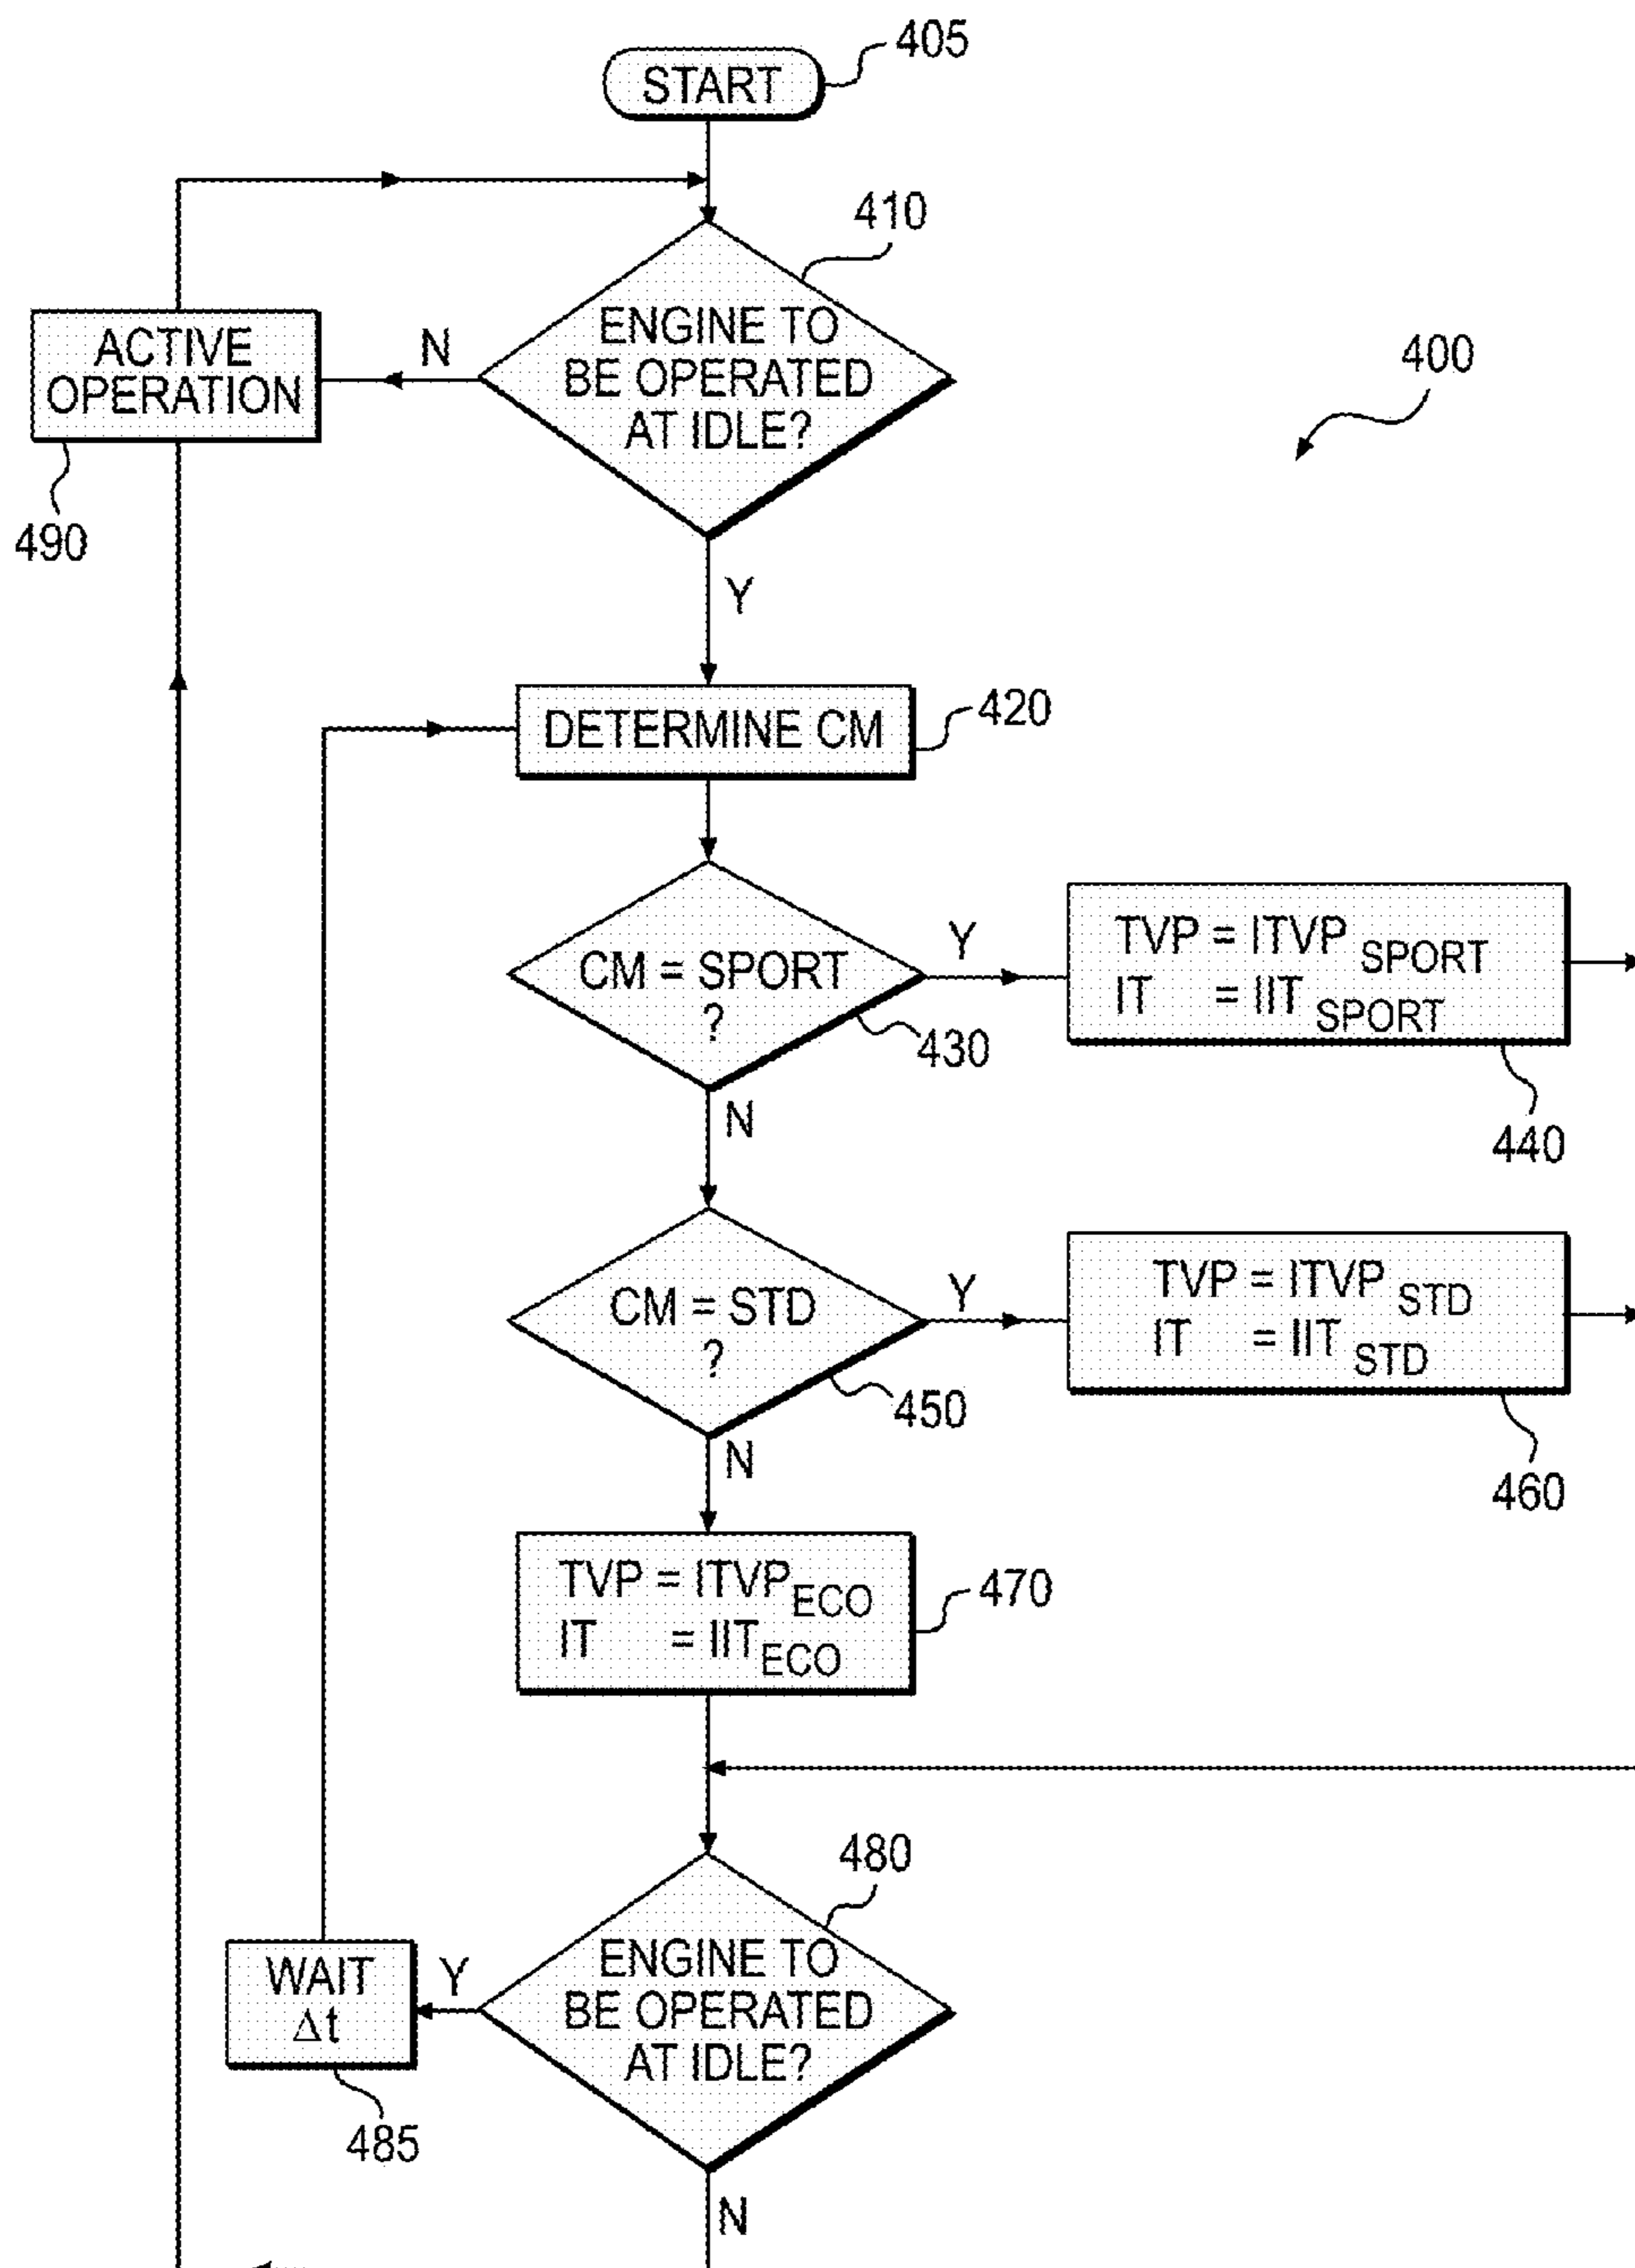 START
405
410
ENGINE TO
BE OPERATED
AT IDLE?
N
ACTIVE
OPERATION
490
400
Y
DETERMINE CM
420
CM = SPORT
?
430
Y
TVP = ITVP SPORT
IT = IIT SPORT
440
N
CM = STD
?
450
Y
TVP = ITVP STD
IT = IIT STD
460
N
TVP = ITVP ECO
IT = IIT ECO
470
480
ENGINE TO
BE OPERATED
AT IDLE?
Y
WAIT
Δt
485
N